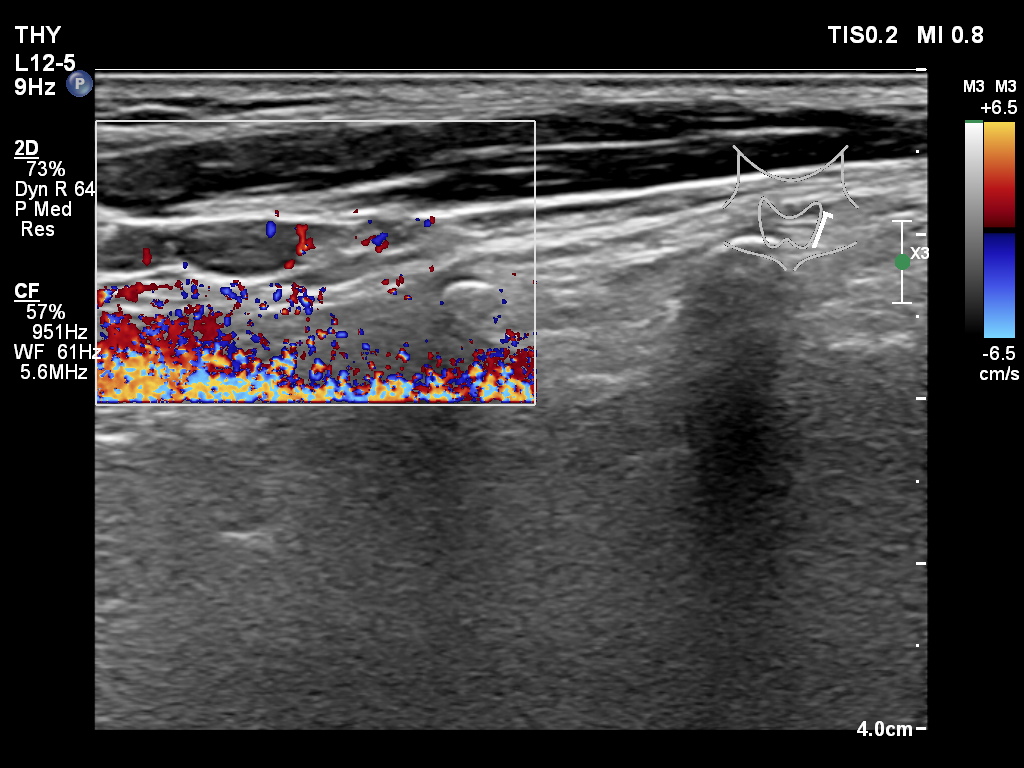 THY
L12-5
9Hz
P
TIS0.2 MI 0.8
2D
73%
Dyn R 64
P Med
Res
CF
57%
951Hz
WF 61Hz
5.6MHz
M3 M3
+6.5
X3
-6.5
cm/s
4.0cm